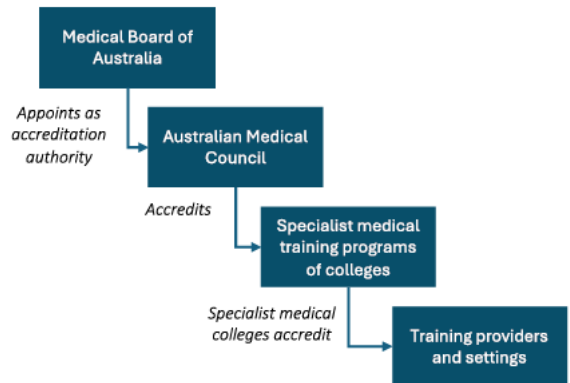 Medical Board of
Australia
Appoints as
accreditation
authority
Australian Medical
Council
Accredits
Specialist medical
training programs
of colleges
Specialist medical
colleges accredit
Training providers
and settings